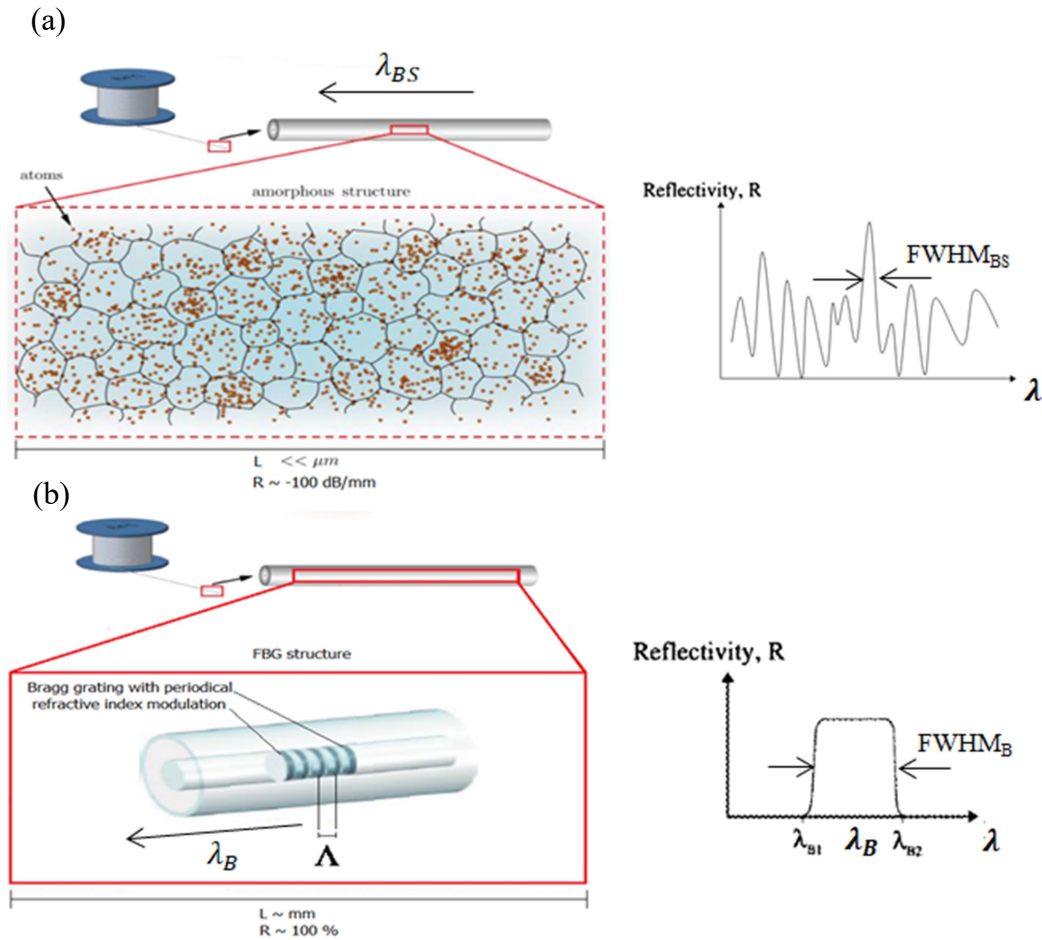 (a)
λBS
atoms
amorphous structure
Reflectivity, R
FWHMBS
λ
L << μm
R ~ -100 dB/mm
(b)
FBG structure
Bragg grating with periodical
refractive index modulation
λB
Λ
Reflectivity, R
FWHMB
λB1 λB λB2 λ
L ~ mm
R ~ 100 %